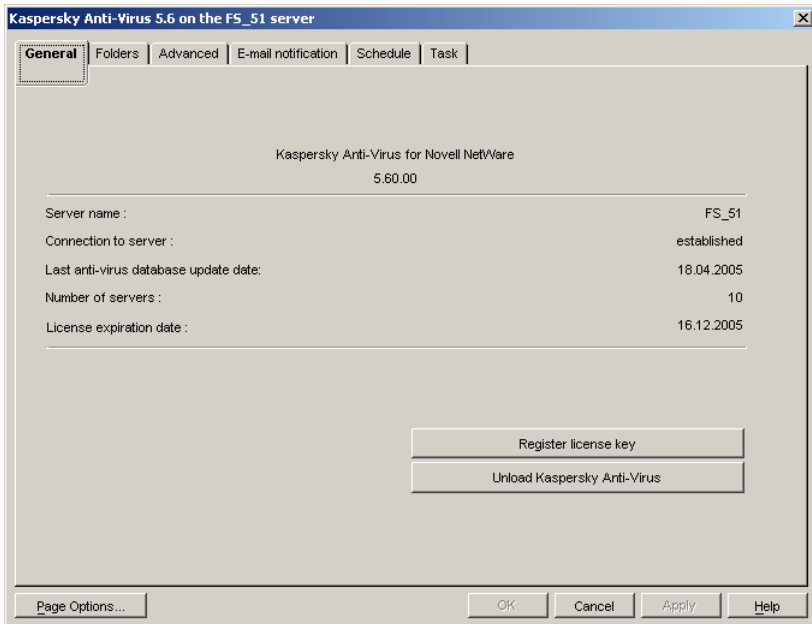 Kaspersky Anti-Virus 5.6 on the FS_51 server
General Folders Advanced E-mail notification Schedule Task
Kaspersky Anti-Virus for Novell NetWare
5.60.00
Server name : FS_51
Connection to server : established
Last anti-virus database update date: 18.04.2005
Number of servers : 10
License expiration date : 16.12.2005
Register license key
Unload Kaspersky Anti-Virus
Page Options... OK Cancel Apply Help